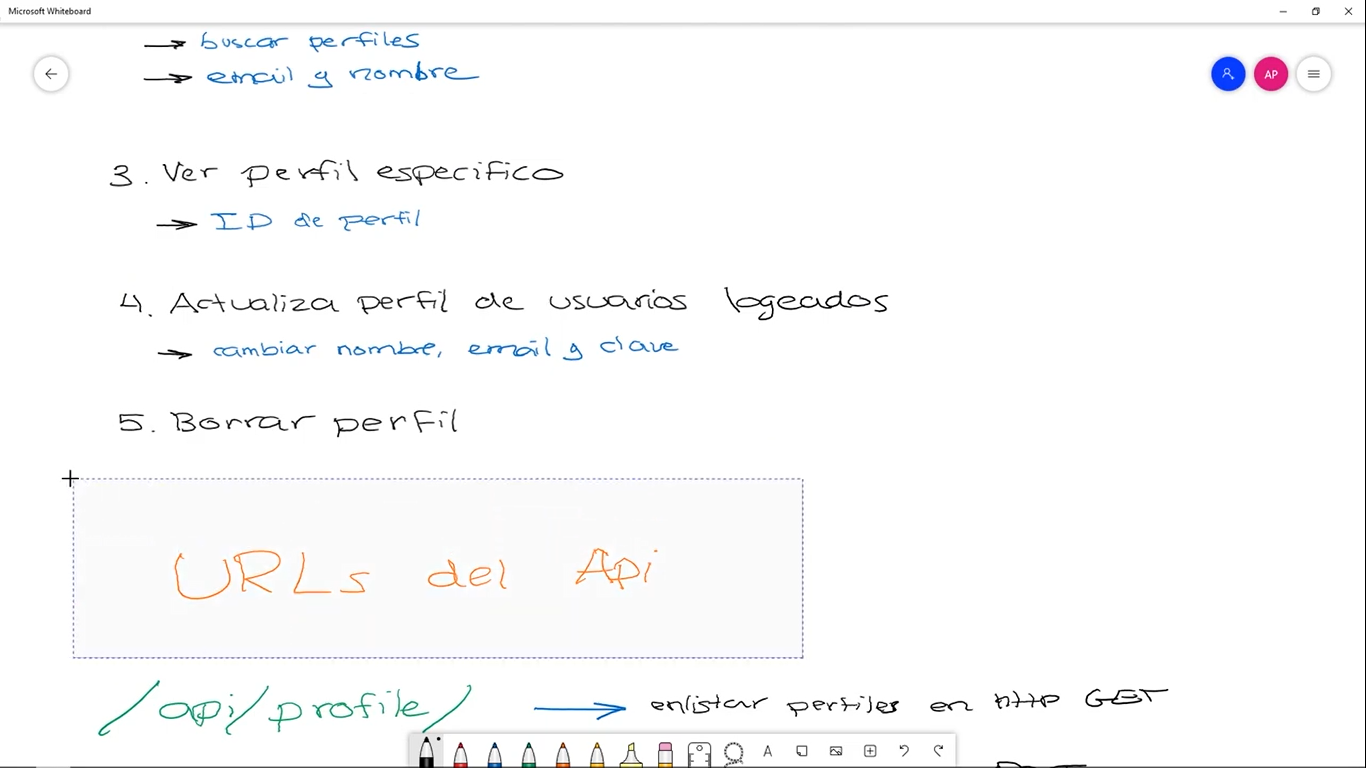 Microsoft Whiteboard
→ buscar perfiles
→ email y nombre
AP
3. Ver perfil especifico
→ ID de perfil
4. Actualiza perfil de usuarios logeados
→ cambiar nombre, email y clave
5. Borrar perfil
URLs del Api
/api/profile/ → enlistar perfiles en http GET
A